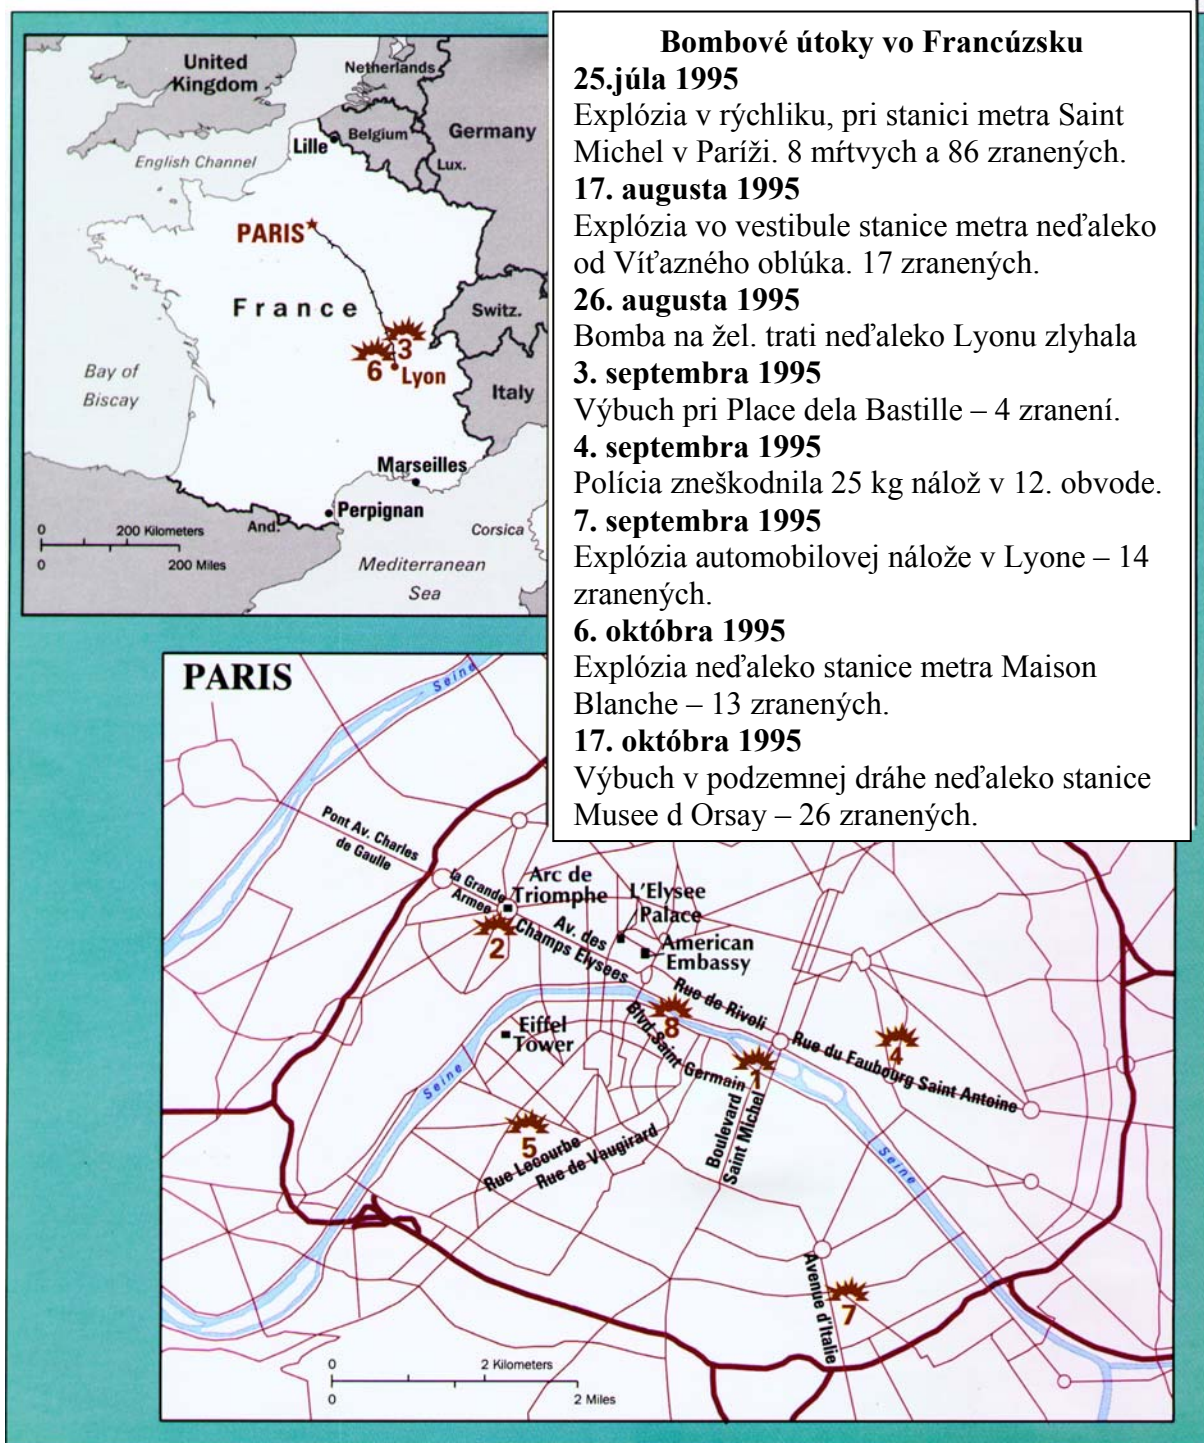 Bombové útoky vo Francúzsku
25.júla 1995
Explózia v rýchliku, pri stanici metra Saint
Michel v Paríži. 8 mŕtvych a 86 zranených.
17. augusta 1995
Explózia vo vestibule stanice metra neďaleko
od Víťazného oblúka. 17 zranených.
26. augusta 1995
Bomba na žel. trati neďaleko Lyonu zlyhala
3. septembra 1995
Výbuch pri Place dela Bastille – 4 zranení.
4. septembra 1995
Polícia zneškodnila 25 kg nálož v 12. obvode.
7. septembra 1995
Explózia automobilovej nálože v Lyone – 14
zranených.
6. októbra 1995
Explózia neďaleko stanice metra Maison
Blanche – 13 zranených.
17. októbra 1995
Výbuch v podzemnej dráhe neďaleko stanice
Musee d Orsay – 26 zranených.
United
Kingdom
Netherlands
English Channel
Lille
Belgium
Germany
Lux.
PARIS
France
Switz.
3
6
Lyon
Bay of
Biscay
Italy
Marseilles
Perpignan
And.
Corsica
Mediterranean
Sea
0
200 Kilometers
0
200 Miles
PARIS
Seine
Pont Av. Charles
de Gaulle
la Grande
Armee
Arc de
Triomphe
L'Elysee
Palace
2
Av. des
Champs Elysees
American
Embassy
Rue de Rivoli
8
Blvd. Saint Germain
Eiffel
Tower
Rue du Faubourg Saint Antoine
4
1
Seine
Boulevard
Saint Michel
5
Rue Lecourbe
Rue de Vaugirard
Seine
Avenue d'Italie
7
0
2 Kilometers
0
2 Miles